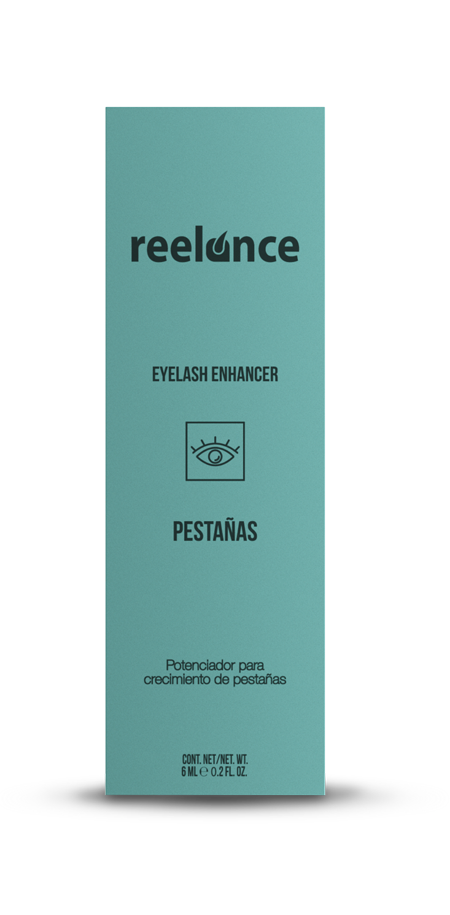 reelance
EYELASH ENHANCER
PESTAÑAS
Potenciador para
crecimiento de pestañas
CONT. NET/NET. WT.
6 ML ℮ 0.2 FL. OZ.